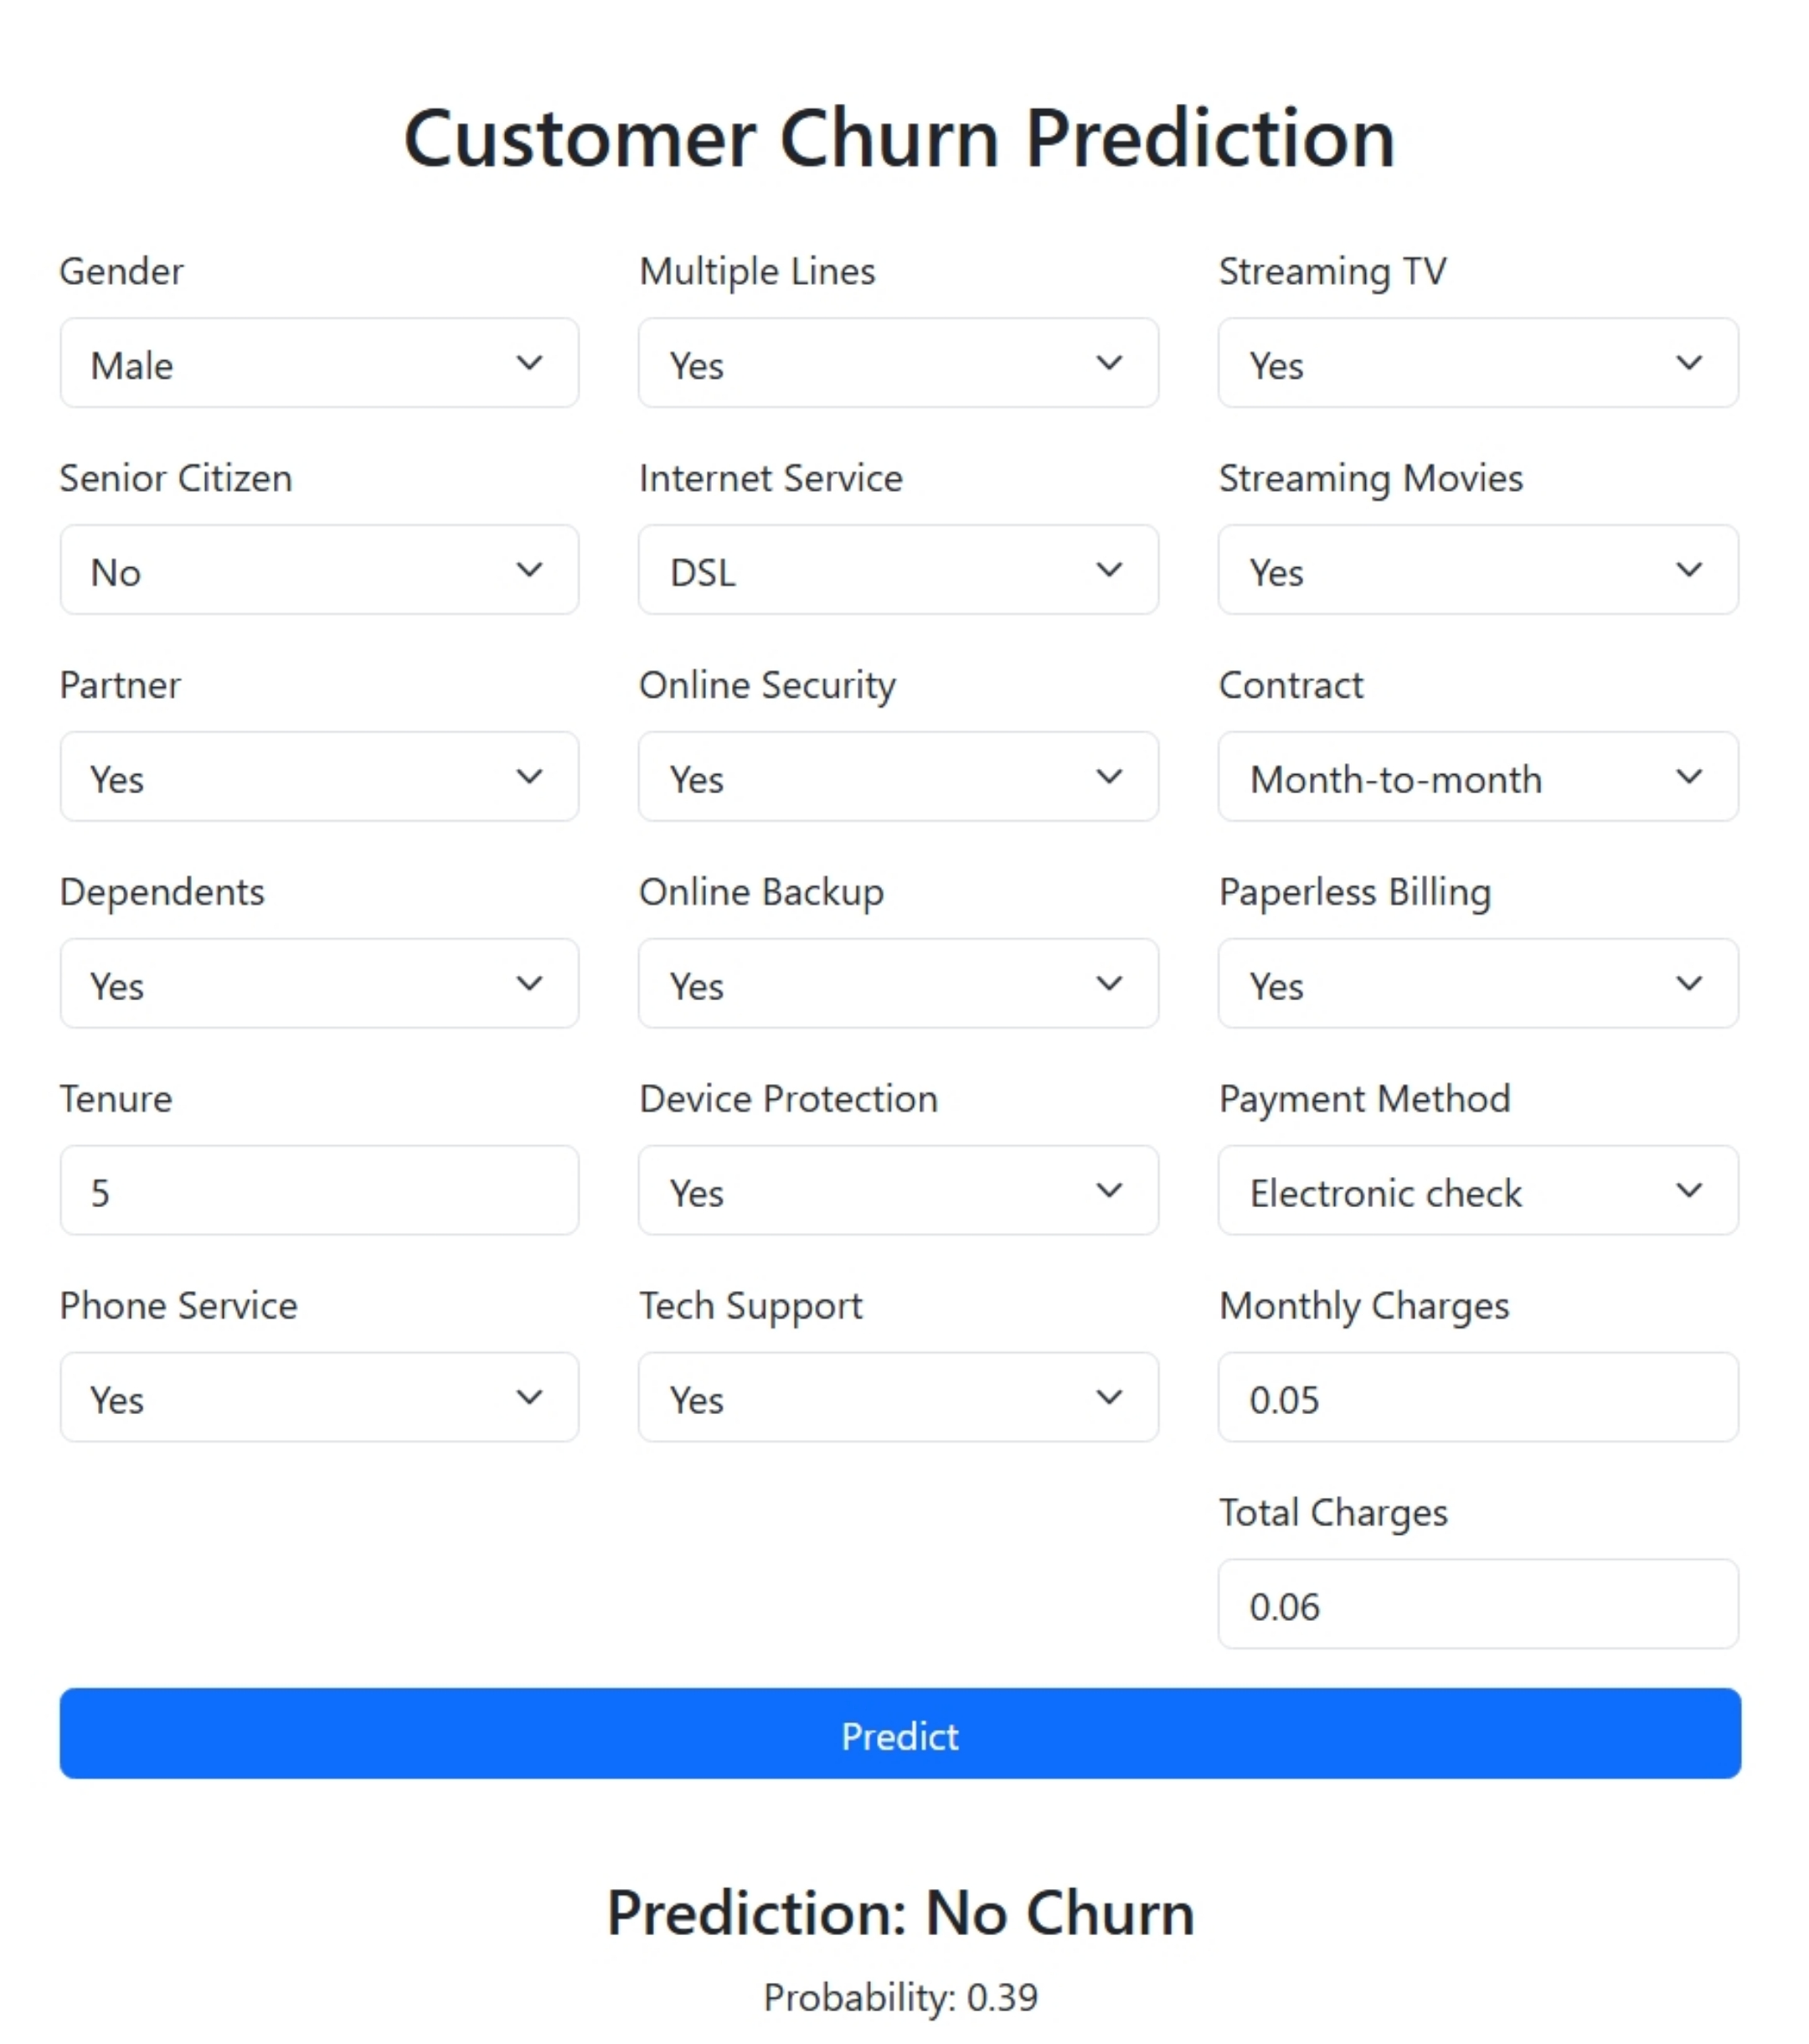 Customer Churn Prediction
Gender
Male
Senior Citizen
No
Partner
Yes
Dependents
Yes
Tenure
5
Phone Service
Yes
Multiple Lines
Yes
Internet Service
DSL
Online Security
Yes
Online Backup
Yes
Device Protection
Yes
Tech Support
Yes
Streaming TV
Yes
Streaming Movies
Yes
Contract
Month-to-month
Paperless Billing
Yes
Payment Method
Electronic check
Monthly Charges
0.05
Total Charges
0.06
Predict
Prediction: No Churn
Probability: 0.39